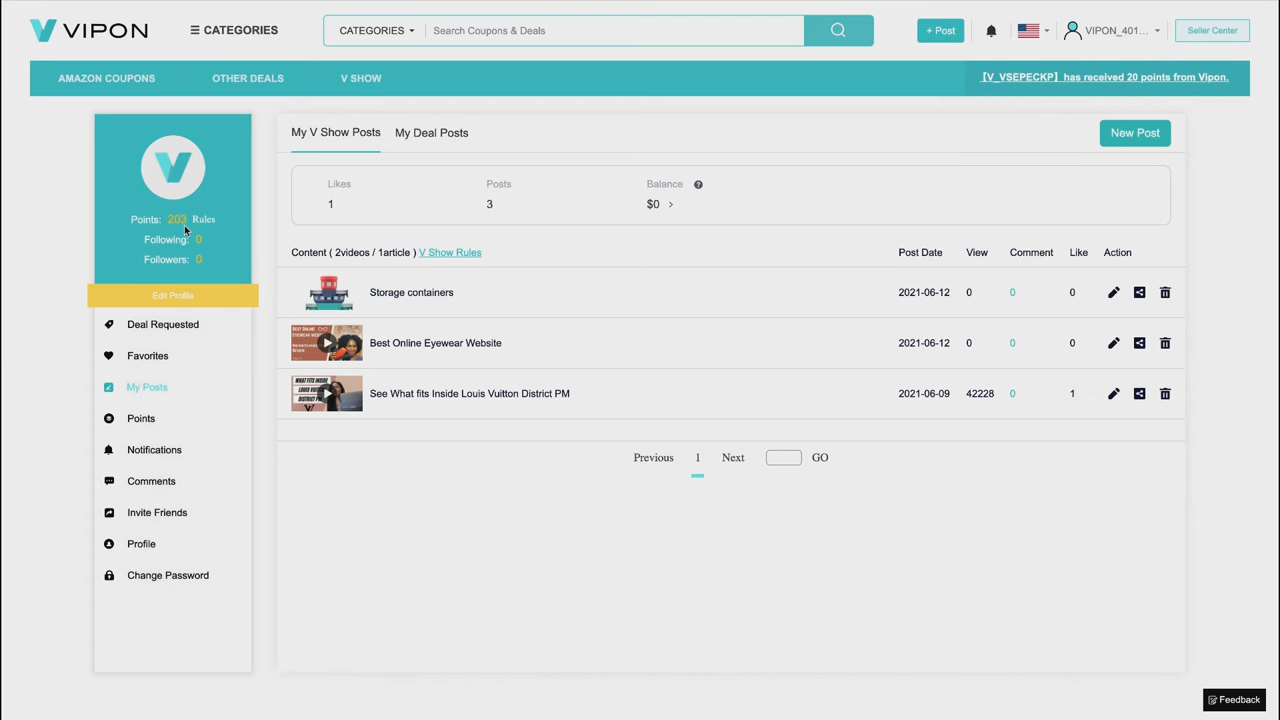 VIPON
CATEGORIES
CATEGORIES
Search Coupons & Deals
+ Post
VIPON_401...
Seller Center
AMAZON COUPONS
OTHER DEALS
V SHOW
【V_VSEPECKP】has received 20 points from Vipon.
Points: 203 Rules
Following: 0
Followers: 0
Edit Profile
Deal Requested
Favorites
My Posts
Points
Notifications
Comments
Invite Friends
Profile
Change Password
My V Show Posts
My Deal Posts
New Post
Likes Posts Balance
1 3 $0 >
Content ( 2videos / 1article ) V Show Rules Post Date View Comment Like Action
Storage containers 2021-06-12 0 0 0
Best Online Eyewear Website 2021-06-12 0 0 0
See What fits Inside Louis Vuitton District PM 2021-06-09 42228 0 1
Previous 1 Next GO
Feedback